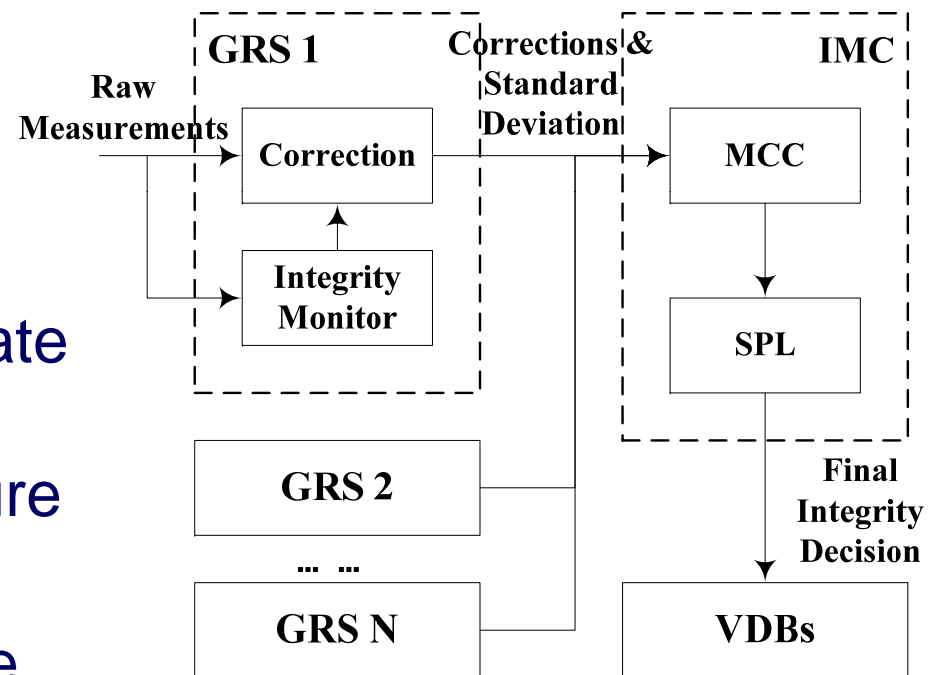 GRS 1
Corrections &
Standard
Deviation
IMC
Raw
Measurements
Correction
MCC
Integrity
Monitor
SPL
ate
GRS 2
ure
Final
Integrity
Decision
... ...
GRS N
VDBs
e